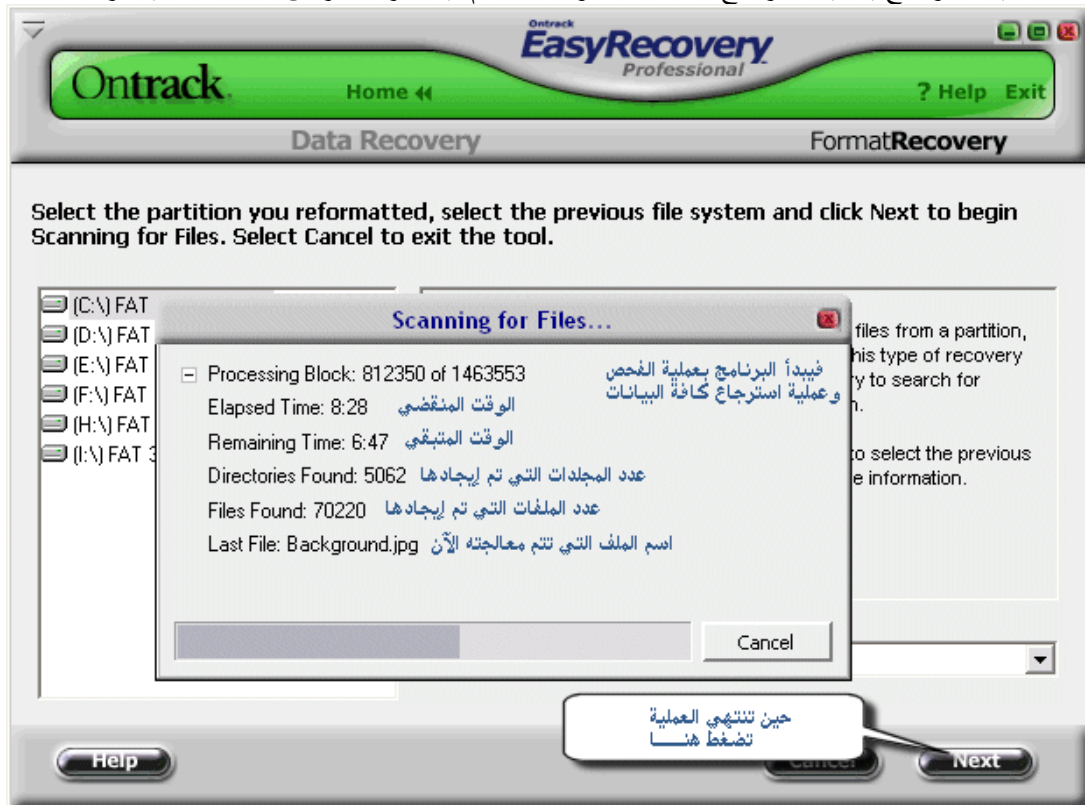 Ontrack
EasyRecovery
Professional
Ontrack.
Home
? Help Exit
Data Recovery
FormatRecovery
Select the partition you reformatted, select the previous file system and click Next to begin
Scanning for Files. Select Cancel to exit the tool.
(C:\) FAT
(D:\) FAT
(E:\) FAT
(F:\) FAT
(H:\) FAT
(I:\) FAT 3
files from a partition,
his type of recovery
y to search for
n.
to select the previous
e information.
Scanning for Files...
Processing Block: 812350 of 1463553
فيبدأ البرنامج بعملية الفحص
وعملية استرجاع كافة البيانات
Elapsed Time: 8:28 الوقت المنقضي
Remaining Time: 6:47 الوقت المتبقي
Directories Found: 5062 عدد المجلدات التي تم إيجادها
Files Found: 70220 عدد الملفات التي تم إيجادها
Last File: Background.jpg اسم الملف التي تتم معالجته الآن
Cancel
حين تنتهي العملية
تضغط هنـــــا
Help
Cancel
Next